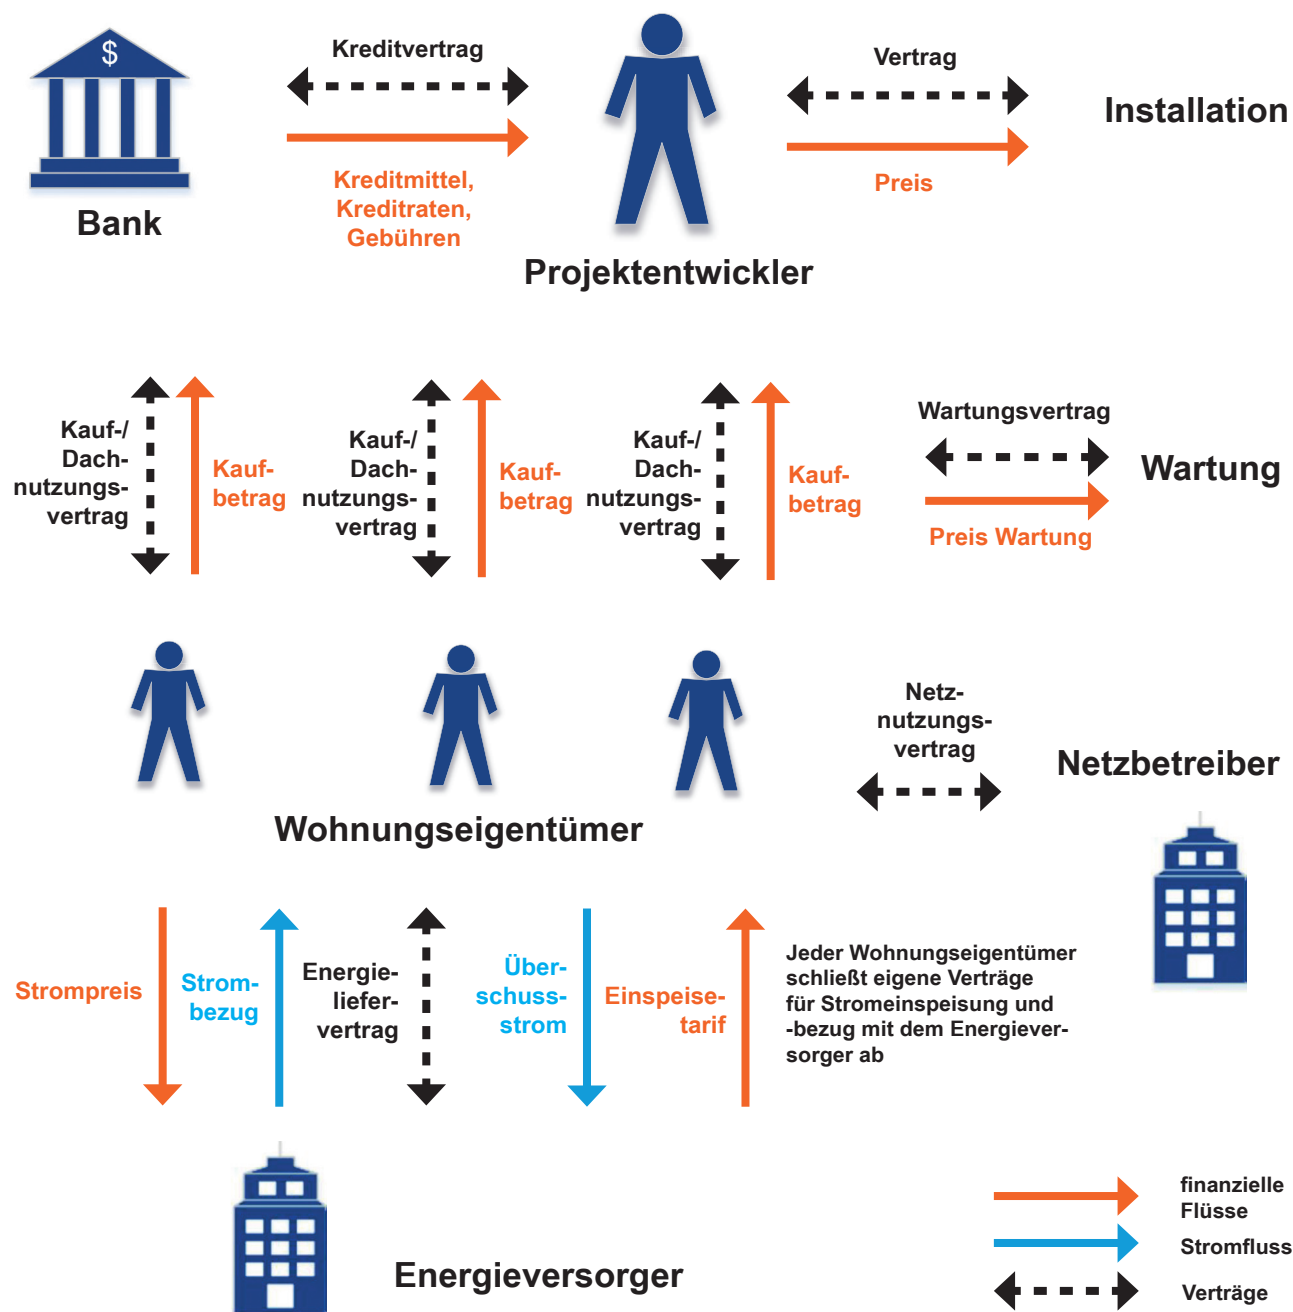 $
Bank
Kreditvertrag
Kreditmittel,
Kreditraten,
Gebühren
Projektentwickler
Vertrag
Preis
Installation
Kauf-/
Dach-
nutzungs-
vertrag
Kauf-
betrag
Kauf-/
Dach-
nutzungs-
vertrag
Kauf-
betrag
Kauf-/
Dach-
nutzungs-
vertrag
Kauf-
betrag
Wartungsvertrag
Preis Wartung
Wartung
Wohnungseigentümer
Netz-
nutzungs-
vertrag
Netzbetreiber
Strompreis
Strom-
bezug
Energie-
liefer-
vertrag
Über-
schuss-
strom
Einspeise-
tarif
Jeder Wohnungseigentümer
schließt eigene Verträge
für Stromeinspeisung und
-bezug mit dem Energiever-
sorger ab
Energieversorger
finanzielle
Flüsse
Stromfluss
Verträge